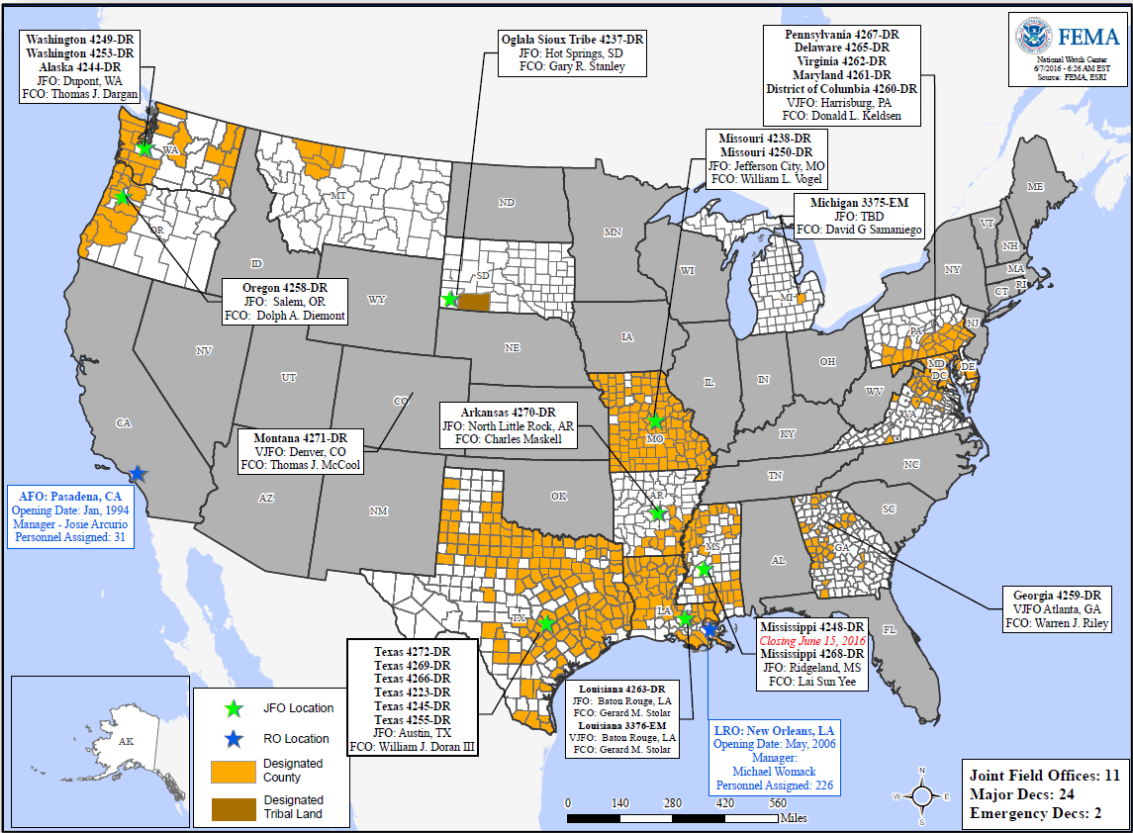 Washington 4249-DR
Washington 4253-DR
Alaska 4244-DR
JFO: Dupont, WA
FCO: Thomas J. Dargan
Oglala Sioux Tribe 4237-DR
JFO: Hot Springs, SD
FCO: Gary R. Stanley
Pennsylvania 4267-DR
Delaware 4265-DR
Virginia 4262-DR
Maryland 4261-DR
District of Columbia 4260-DR
VJFO: Harrisburg, PA
FCO: Donald L. Keldsen
FEMA
National Watch Center
6/7/2016 - 6:26 AM EST
Source: FEMA, ESRI
Missouri 4238-DR
Missouri 4250-DR
JFO: Jefferson City, MO
FCO: William L. Vogel
Michigan 3375-EM
JFO: TBD
FCO: David G Samaniego
WA
MT
ND
MN
ME
VT
NH
OR
ID
SD
WI
MI
NY
MA
RI
CT
Oregon 4258-DR
JFO: Salem, OR
FCO: Dolph A. Diemont
WY
IA
PA
NJ
NV
UT
CO
NE
IL
IN
OH
MD
DE
DC
WV
VA
CA
Montana 4271-DR
VJFO: Denver, CO
FCO: Thomas J. McCool
Arkansas 4270-DR
JFO: North Little Rock, AR
FCO: Charles Maskell
MO
KY
AFO: Pasadena, CA
Opening Date: Jan, 1994
Manager - Josie Arcurio
Personnel Assigned: 31
AZ
NM
OK
AR
TN
NC
SC
MS
AL
GA
TX
LA
FL
Georgia 4259-DR
VJFO Atlanta, GA
FCO: Warren J. Riley
Mississippi 4248-DR
Closing June 15, 2016
Mississippi 4268-DR
JFO: Ridgeland, MS
FCO: Lai Sun Yee
Texas 4272-DR
Texas 4269-DR
Texas 4266-DR
Texas 4223-DR
Texas 4245-DR
Texas 4255-DR
JFO: Austin, TX
FCO: William J. Doran III
Louisiana 4263-DR
JFO: Baton Rouge, LA
FCO: Gerard M. Stolar
Louisiana 3376-EM
VJFO: Baton Rouge, LA
FCO: Gerard M. Stolar
LRO: New Orleans, LA
Opening Date: May, 2006
Manager:
Michael Womack
Personnel Assigned: 226
AK
JFO Location
RO Location
Designated
County
Designated
Tribal Land
0 140 280 420 560
Miles
N
W E
S
Joint Field Offices: 11
Major Decs: 24
Emergency Decs: 2